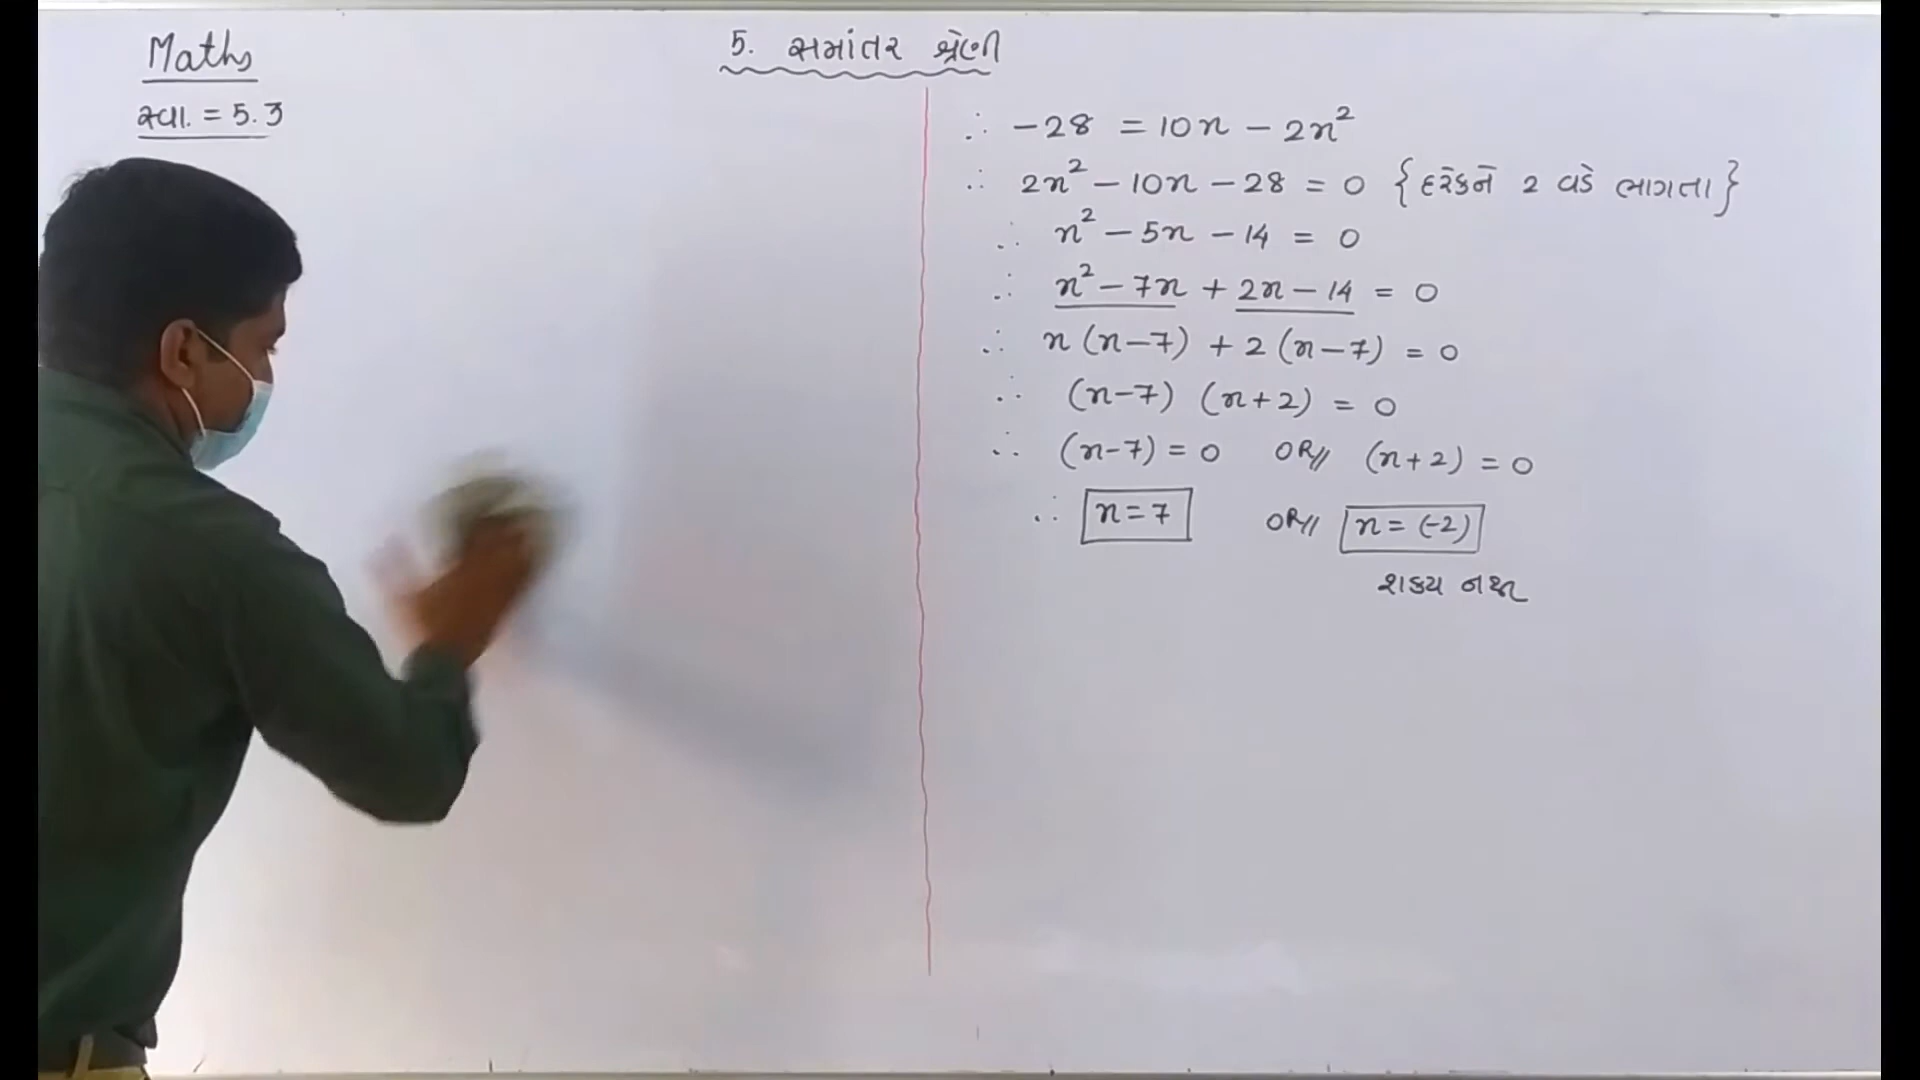 Maths
5. સમાંતર શ્રેણી
સ્વા. = 5.3
∴ -28 = 10n - 2n²
∴ 2n² - 10n - 28 = 0 {દરેકને 2 વડે ભાગતા}
∴ n² - 5n - 14 = 0
∴ n² - 7n + 2n - 14 = 0
∴ n (n-7) + 2 (n-7) = 0
∴ (n-7) (n+2) = 0
∴ (n-7) = 0 OR// (n+2) = 0
∴ n = 7 OR// n = (-2)
શક્ય નથી